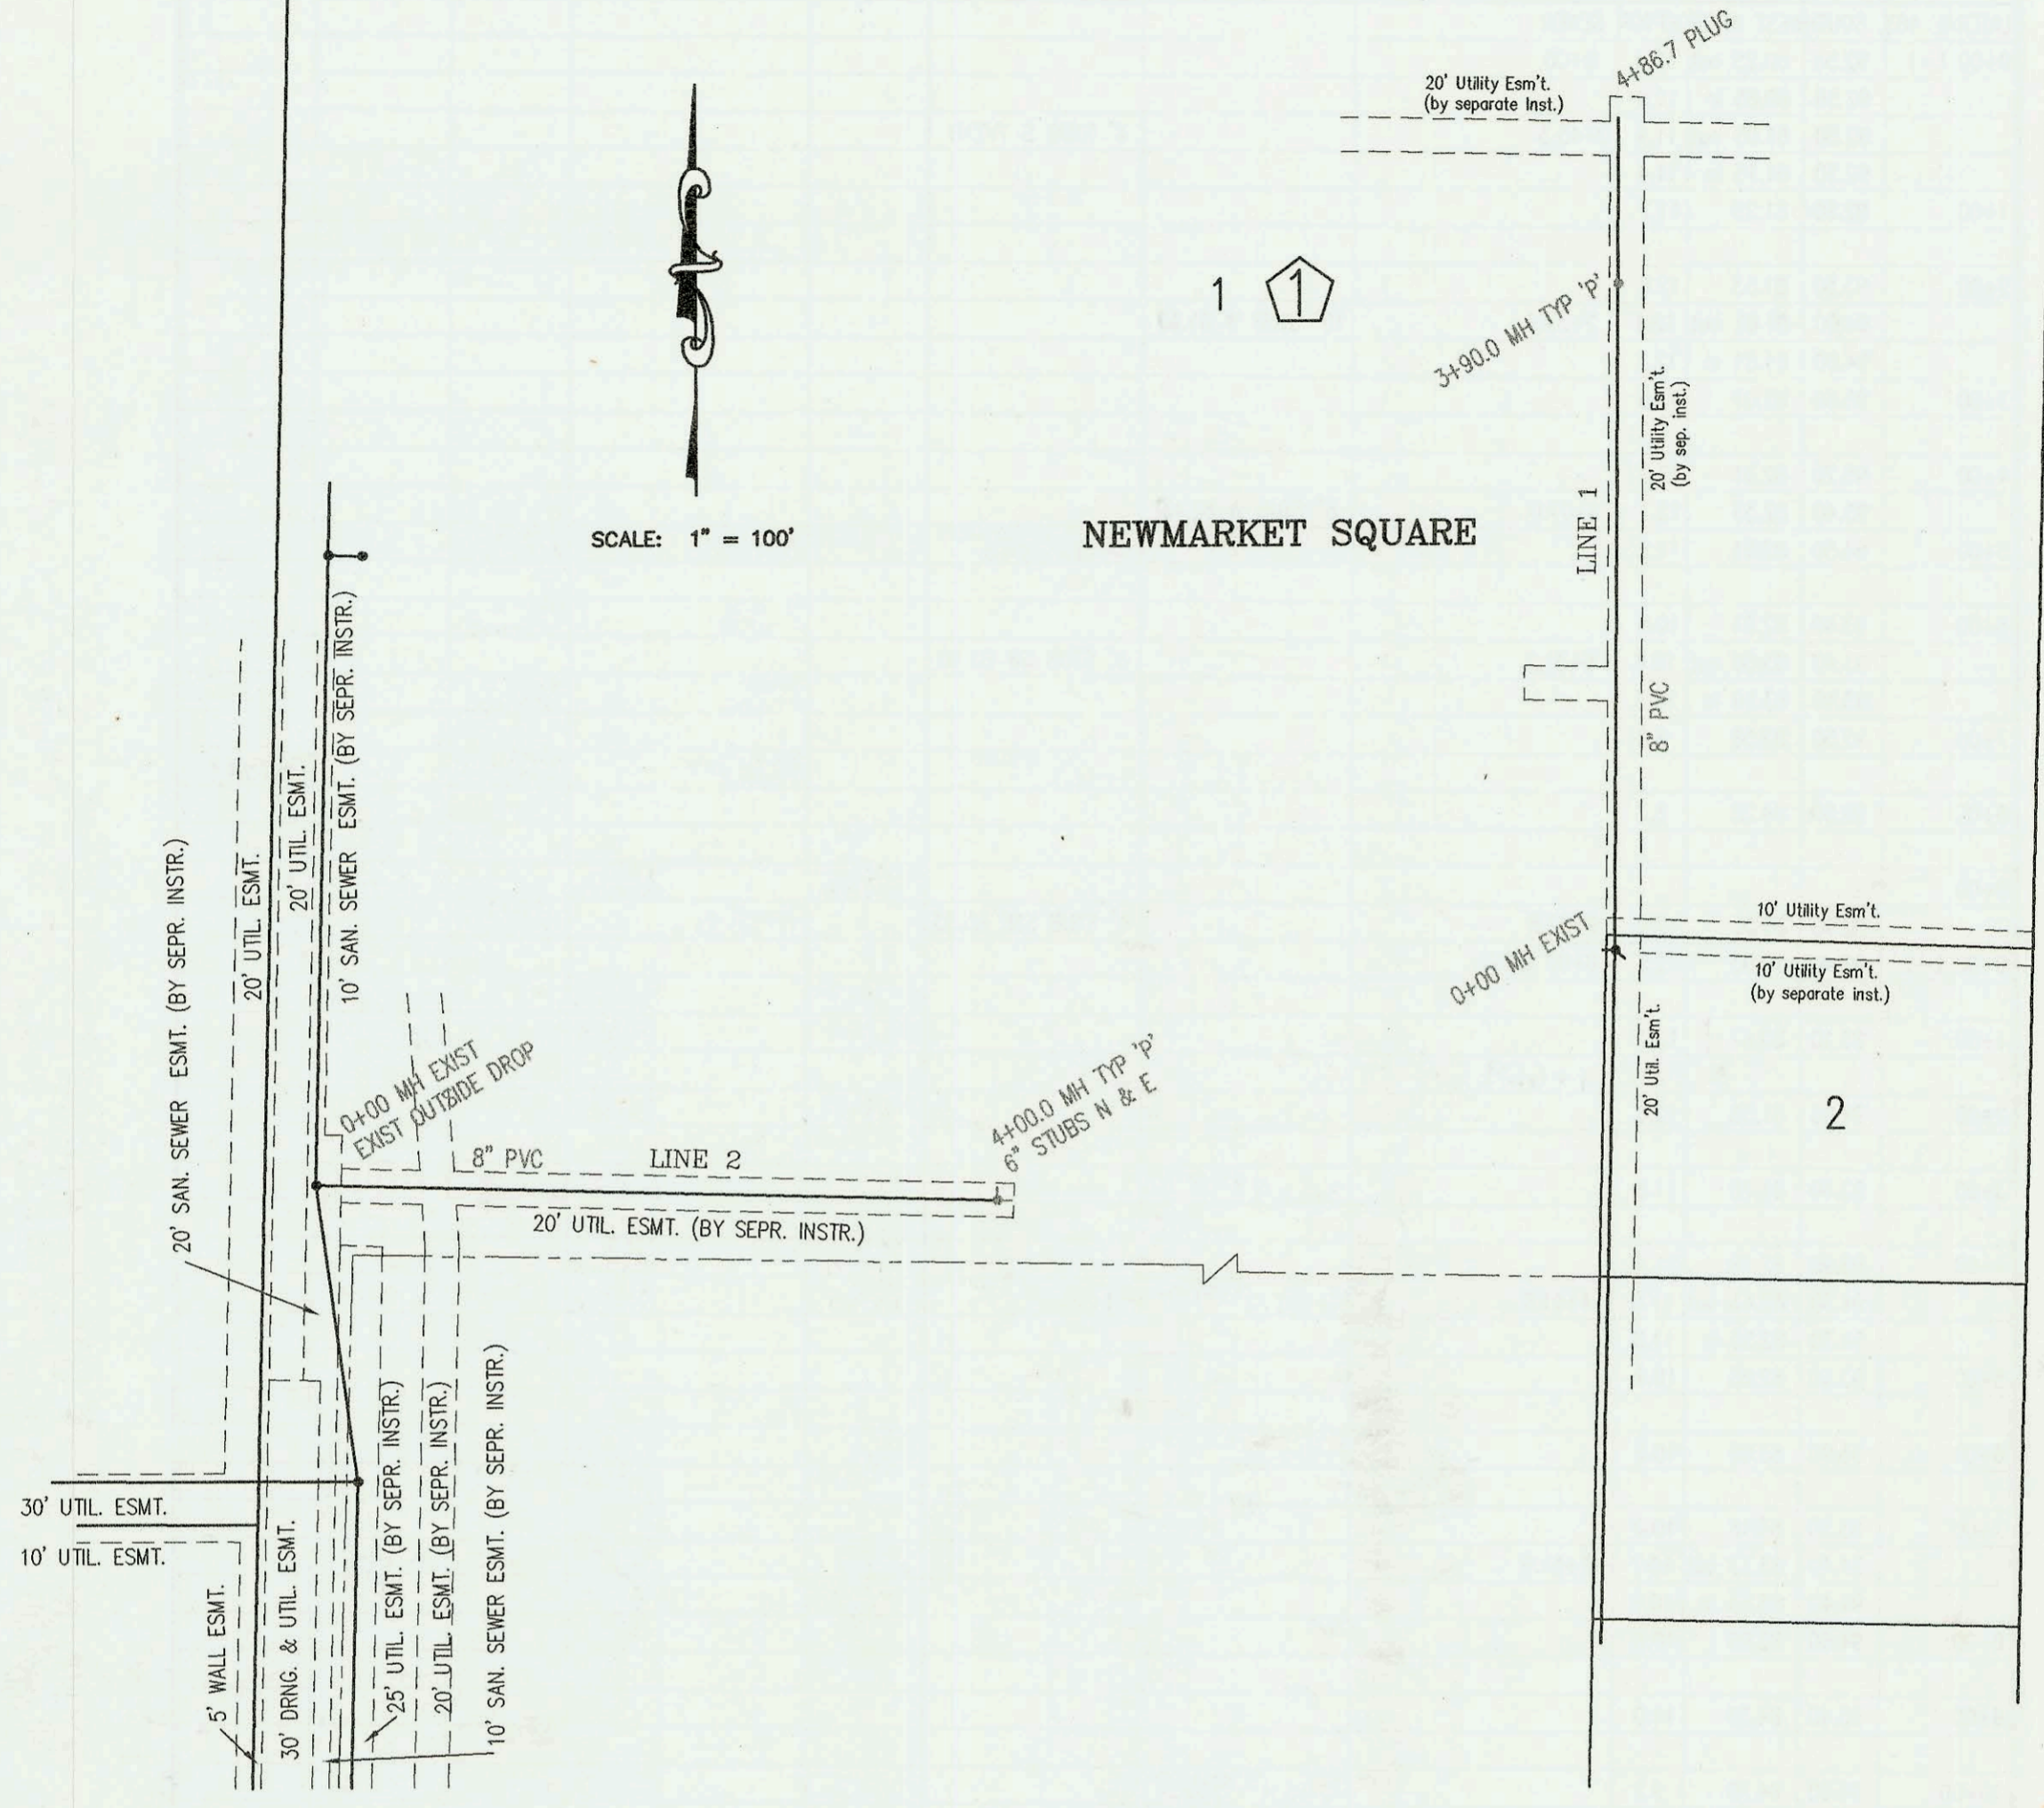 4+86.7 PLUG
20' Utility Esm't.
(by separate Inst.)
1 1
3+90.0 MH TYP 'P'
20' Utility Esm't.
(by sep. inst.)
LINE 1
SCALE: 1" = 100'
NEWMARKET SQUARE
8" PVC
10' SAN. SEWER ESMT. (BY SEPR. INSTR.)
20' UTIL. ESMT.
20' UTIL. ESMT.
20' SAN. SEWER ESMT. (BY SEPR. INSTR.)
10' Utility Esm't.
0+00 MH EXIST
10' Utility Esm't.
(by separate inst.)
20' Util. Esm't.
2
0+00 MH EXIST
EXIST OUTSIDE DROP
4+00.0 MH TYP 'P'
6" STUBS N & E
8" PVC
LINE 2
20' UTIL. ESMT. (BY SEPR. INSTR.)
30' UTIL. ESMT.
10' UTIL. ESMT.
5' WALL ESMT.
30' DRNG. & UTIL. ESMT.
25' UTIL. ESMT. (BY SEPR. INSTR.)
20' UTIL. ESMT. (BY SEPR. INSTR.)
10' SAN. SEWER ESMT. (BY SEPR. INSTR.)